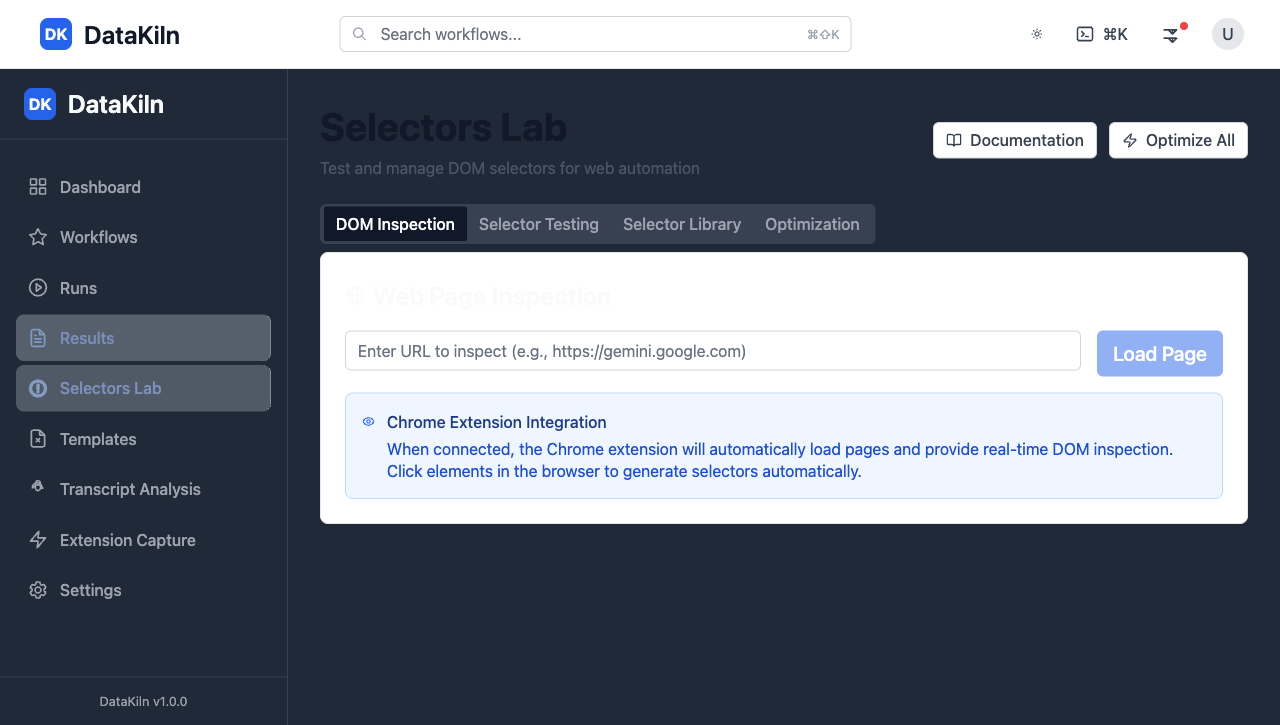 DK DataKiln
Search workflows... ⌘⇧K
⌘K
U
DK DataKiln
Dashboard
Workflows
Runs
Results
Selectors Lab
Templates
Transcript Analysis
Extension Capture
Settings
DataKiln v1.0.0
Selectors Lab
Test and manage DOM selectors for web automation
Documentation
Optimize All
DOM Inspection Selector Testing Selector Library Optimization
Web Page Inspection
Enter URL to inspect (e.g., https://gemini.google.com)
Load Page
Chrome Extension Integration
When connected, the Chrome extension will automatically load pages and provide real-time DOM inspection.
Click elements in the browser to generate selectors automatically.